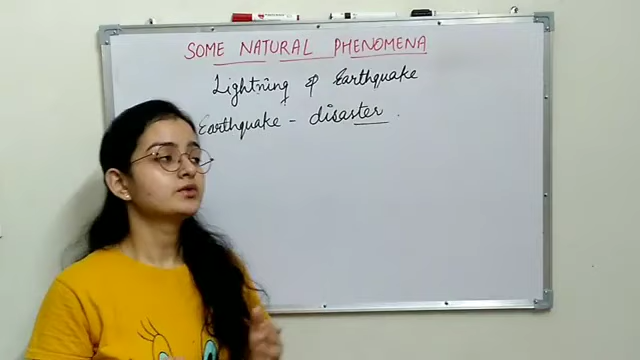 SOME NATURAL PHENOMENA
Lightning & Earthquake
Earthquake - disaster.